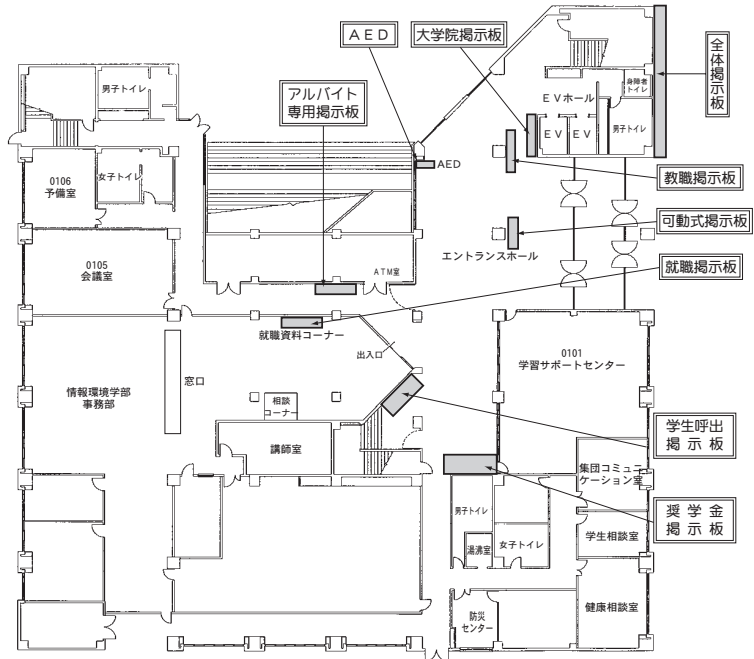 ＡＥＤ
大学院掲示板
全体掲示板
アルバイト
専用掲示板
男子トイレ
ＥＶホール
身障者
トイレ
ＥＶ
ＥＶ
男子トイレ
AED
教職掲示板
0106
予備室
女子トイレ
可動式掲示板
エントランスホール
0105
会議室
ＡＴＭ室
就職掲示板
就職資料コーナー
出入口
0101
学習サポートセンター
情報環境学部
事務部
窓口
相談
コーナー
学生呼出
掲示板
講師室
集団コミュニ
ケーション室
奨学金
掲示板
男子トイレ
湯沸室
女子トイレ
学生相談室
防災
センター
健康相談室